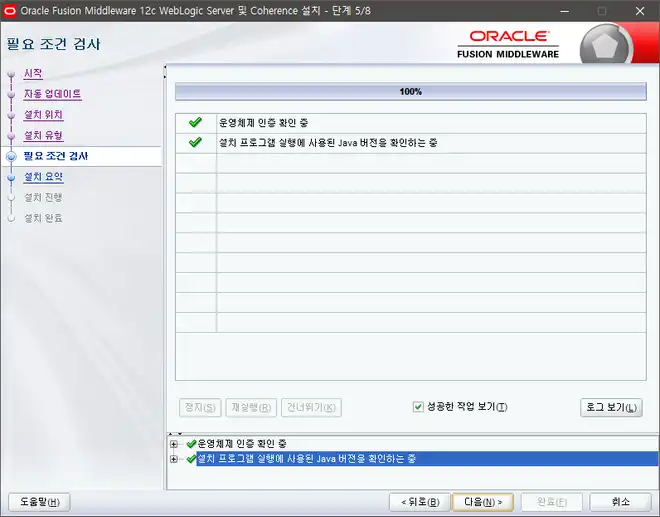 Oracle Fusion Middleware 12c WebLogic Server 및 Coherence 설치 - 단계 5/8
필요 조건 검사
ORACLE
FUSION MIDDLEWARE
시작
자동 업데이트
설치 위치
설치 유형
필요 조건 검사
설치 요약
설치 진행
설치 완료
100%
운영체제 인증 확인 중
설치 프로그램 실행에 사용된 Java 버전을 확인하는 중
정지(S)
재실행(R)
건너뛰기(K)
성공한 작업 보기(T)
로그 보기(L)
운영체제 인증 확인 중
설치 프로그램 실행에 사용된 Java 버전을 확인하는 중
도움말(H)
< 뒤로(B)
다음(N) >
완료(F)
취소